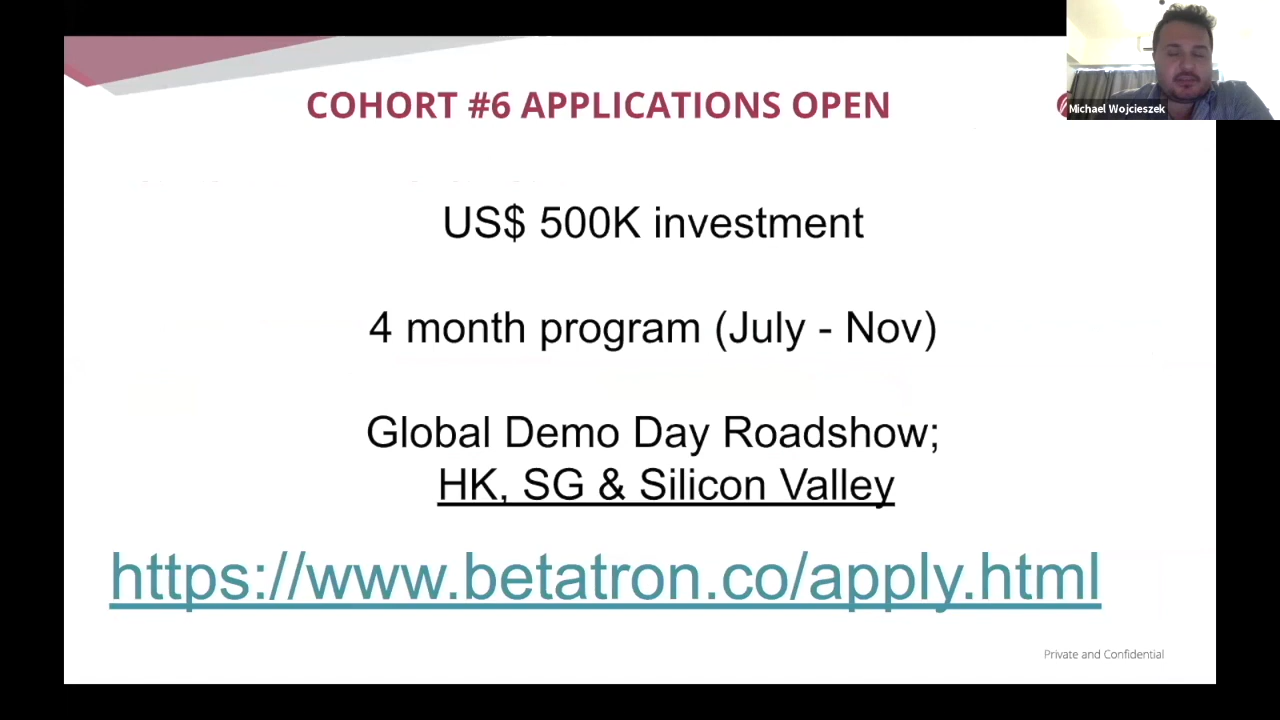 COHORT #6 APPLICATIONS OPEN
Michael Wojcieszek
US$ 500K investment
4 month program (July - Nov)
Global Demo Day Roadshow;
HK, SG & Silicon Valley
https://www.betatron.co/apply.html
Private and Confidential